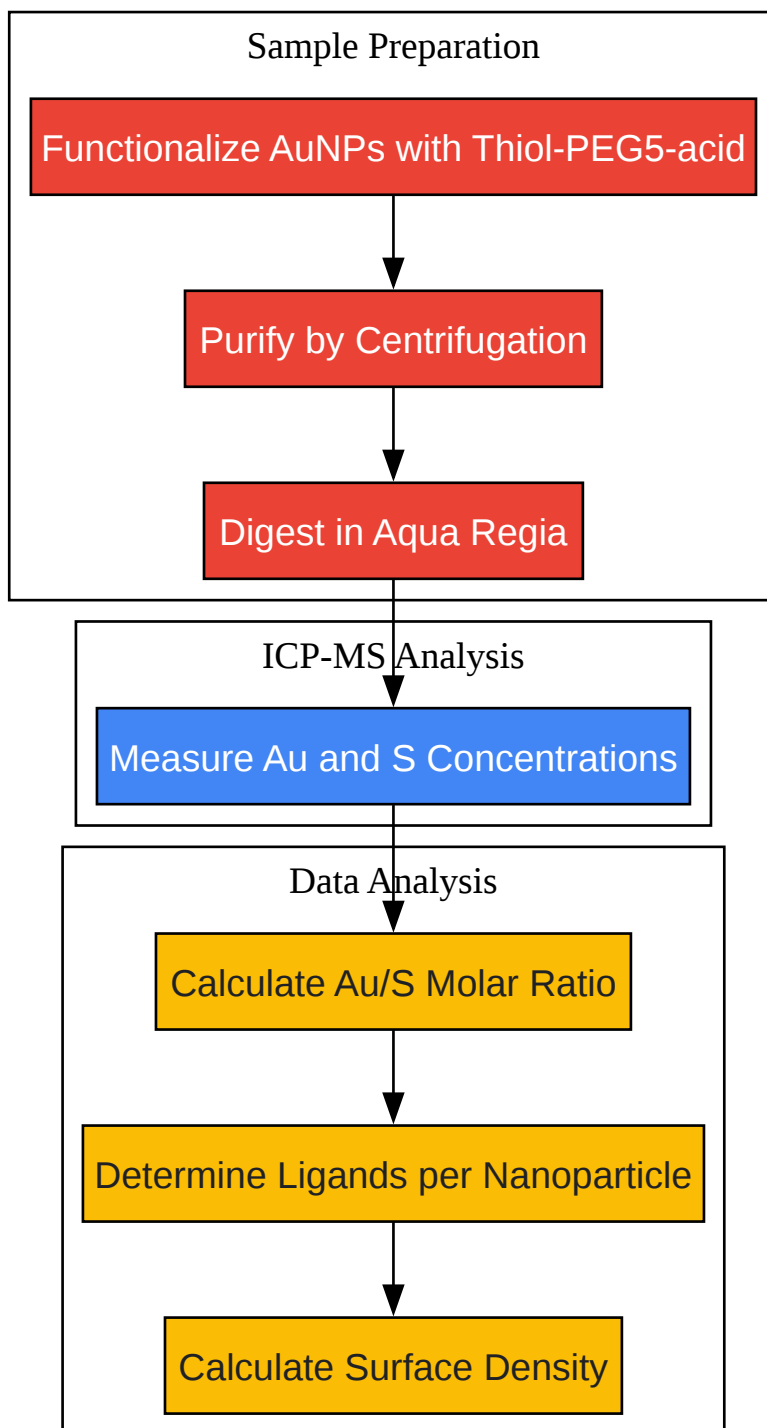 Sample Preparation
Functionalize AuNPs with Thiol-PEG5-acid
Purify by Centrifugation
Digest in Aqua Regia
ICP-MS Analysis
Measure Au and S Concentrations
Data Analysis
Calculate Au/S Molar Ratio
Determine Ligands per Nanoparticle
Calculate Surface Density